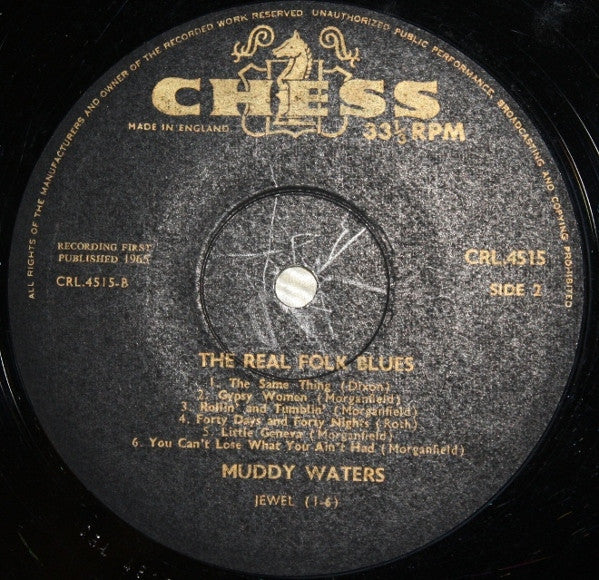 ALL RIGHTS OF THE MANUFACTURERS AND OWNER OF THE RECORDED WORK RESERVED. UNAUTHORIZED PUBLIC PERFORMANCE, BROADCASTING AND COPYING PROHIBITED
CHESS
MADE IN ENGLAND
33⅓ RPM
RECORDING FIRST
PUBLISHED 1965
CRL.4515-B
CRL.4515
SIDE 2
THE REAL FOLK BLUES
1. The Same Thing (Dixon)
2. Gypsy Women (Morganfield)
3. Rollin' and Tumblin' (Morganfield)
4. Forty Days and Forty Nights (Roth)
5. Little Geneva (Morganfield)
6. You Can't Lose What You Ain't Had (Morganfield)
MUDDY WATERS
JEWEL (1-6)